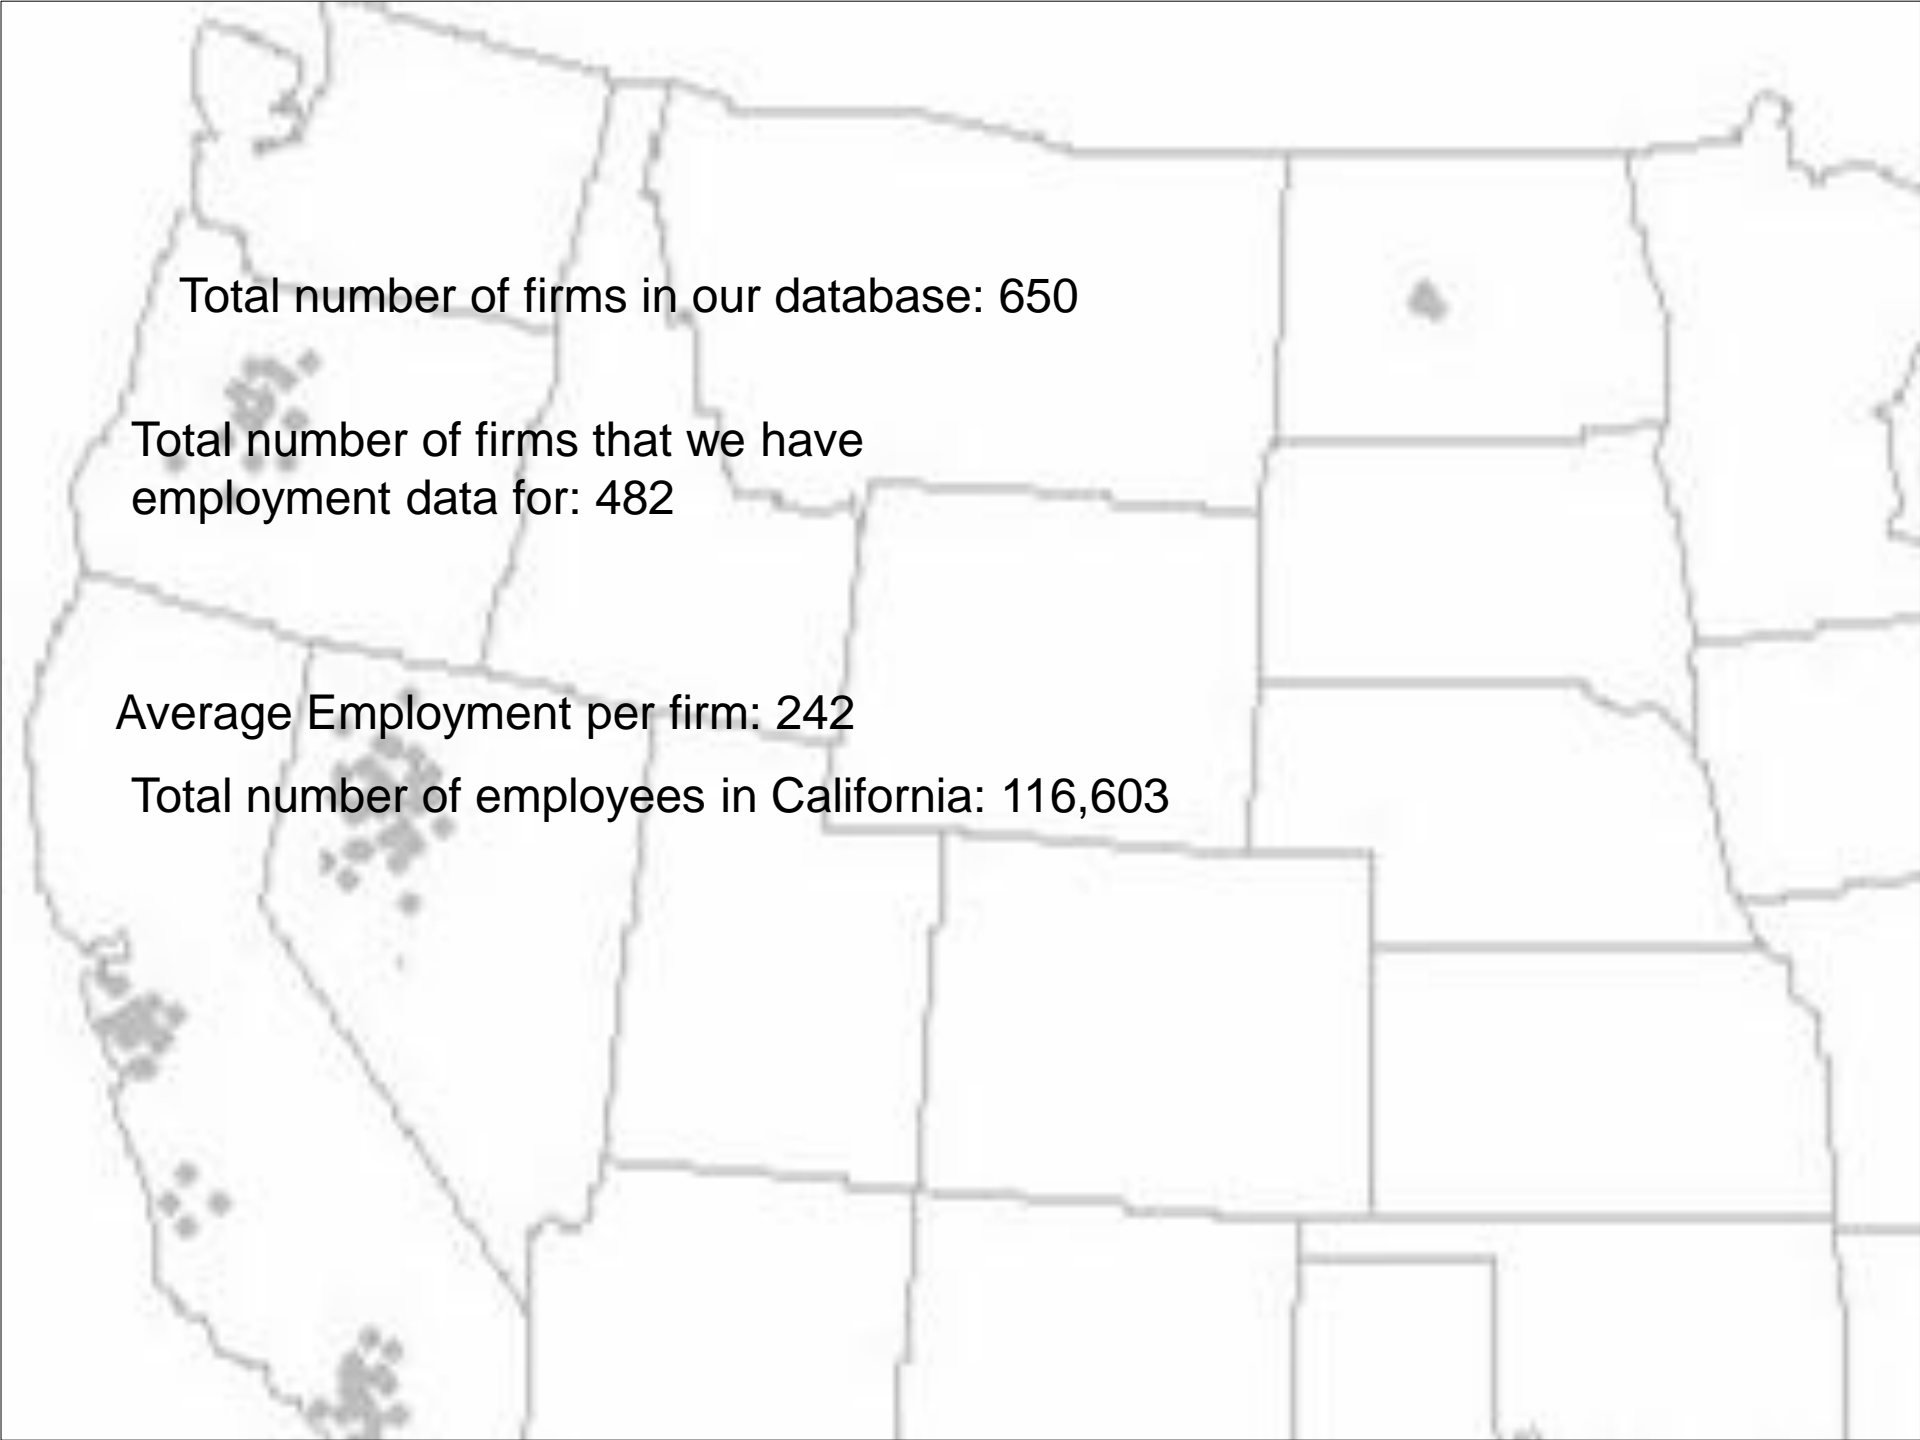 Total number of firms in our database: 650
Total number of firms that we have
employment data for: 482
Average Employment per firm: 242
Total number of employees in California: 116,603